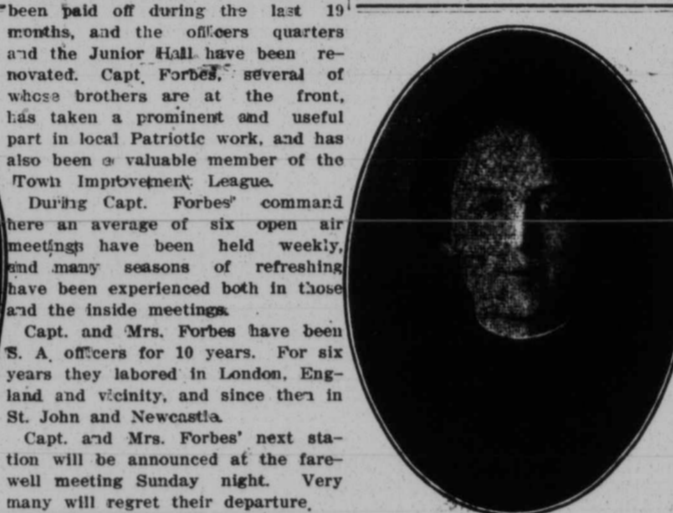 been paid off during the last 19
months, and the officers quarters
and the Junior Hall have been re-
novated. Capt. Forbes, several of
whose brothers are at the front,
has taken a prominent and useful
part in local Patriotic work, and has
also been a valuable member of the
Town Improvement League.
During Capt. Forbes' command
here an average of six open air
meetings have been held weekly,
and many seasons of refreshing
have been experienced both in those
and the inside meetings.
Capt. and Mrs. Forbes have been
S. A. officers for 10 years. For six
years they labored in London, Eng-
land and vicinity, and since then in
St. John and Newcastle.
Capt. and Mrs. Forbes' next sta-
tion will be announced at the fare-
well meeting Sunday night. Very
many will regret their departure.